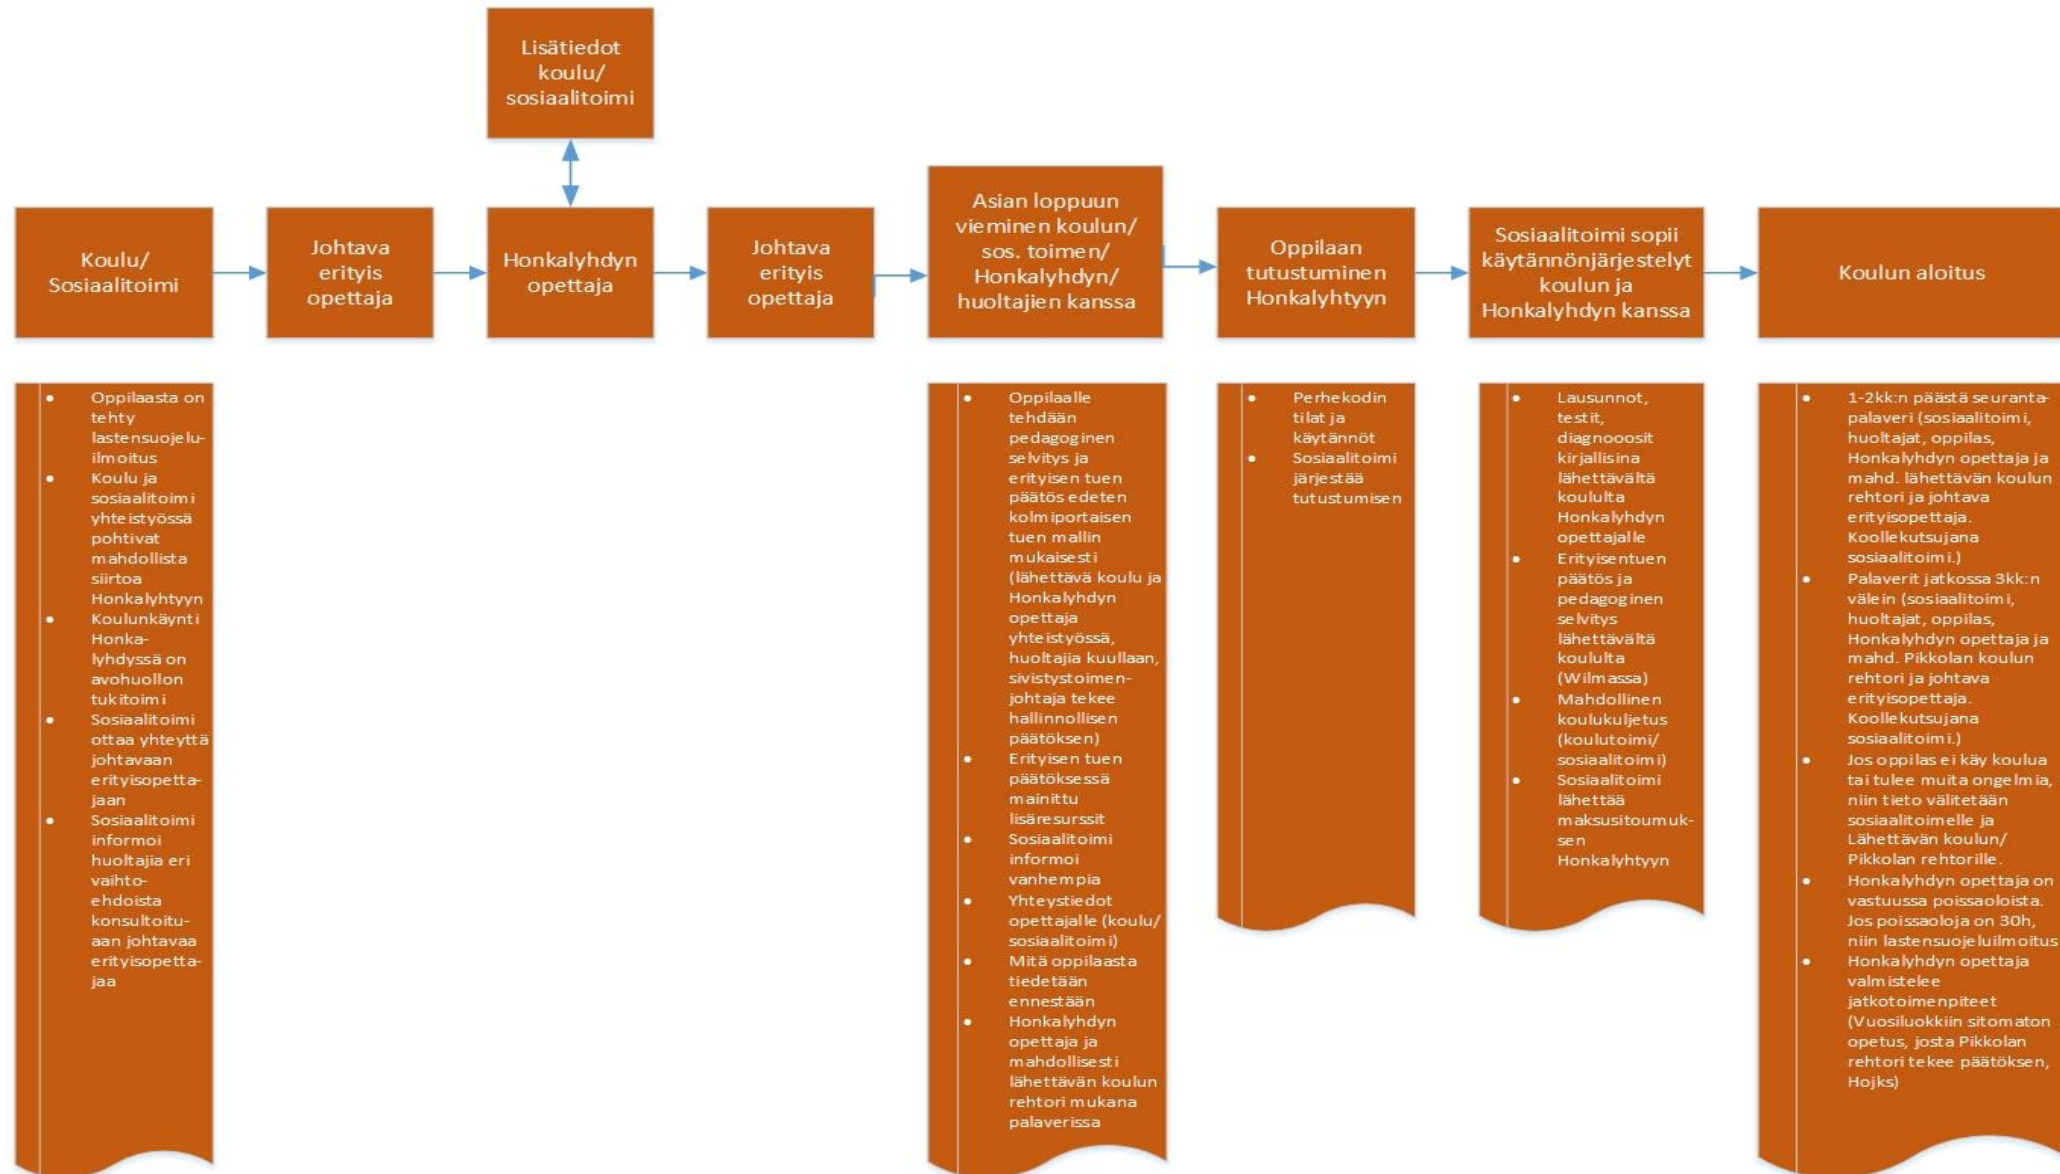 Lisätiedot
koulu/
sosiaalitoimi
Koulu/
Sosiaalitoimi
Johtava
erityis
opettaja
Honkalyhdyn
opettaja
Johtava
erityis
opettaja
Asian loppuun
vieminen koulun/
sos. toimen/
Honkalyhdyn/
huoltajien kanssa
Oppilaan
tutustuminen
Honkalyhtyyn
Sosiaalitoimi sopii
käytännönjärjestelyt
koulun ja
Honkalyhdyn kanssa
Koulun aloitus
• Oppilaasta on
tehty
lastensuojelu-
ilmoitus
• Koulu ja
sosiaalitoimi
yhteistyössä
pohtivat
mahdollista
siirtoa
Honkalyhtyyn
• Koulunkäynti
Honka-
lyhdyssä on
avohuollon
tukitoimi
• Sosiaalitoimi
ottaa yhteyttä
johtavaan
erityisopetta-
jaan
• Sosiaalitoimi
informoi
huoltajia eri
vaihto-
ehdoista
konsultoitu-
aan johtavaa
erityisopetta-
jaa
• Oppilaalle
tehdään
pedagoginen
selvitys ja
erityisen tuen
päätös edeten
kolmiportaisen
tuen mallin
mukaisesti
(lähettävä koulu ja
Honkalyhdyn
opettaja
yhteistyössä,
huoltajia kuullaan,
sivistystoimen-
johtaja tekee
hallinnollisen
päätöksen)
• Erityisen tuen
päätöksessä
mainittu
lisäresurssit
• Sosiaalitoimi
informoi
vanhempia
• Yhteystiedot
opettajalle (koulu/
sosiaalitoimi)
• Mitä oppilaasta
tiedetään
ennestään
• Honkalyhdyn
opettaja ja
mahdollisesti
lähettävän koulun
rehtori mukana
palaverissa
• Perhekodin
tilat ja
käytännöt
• Sosiaalitoimi
järjestää
tutustumisen
• Lausunnot,
testit,
diagnooosit
kirjallisina
lähettävältä
koululta
Honkalyhdyn
opettajalle
• Erityisentuen
päätös ja
pedagoginen
selvitys
lähettävältä
koululta
(Wilmassa)
• Mahdollinen
koulukuljetus
(koulutoimi/
sosiaalitoimi)
• Sosiaalitoimi
lähettää
maksusitoumuk-
sen
Honkalyhtyyn
• 1-2kk:n päästä seuranta-
palaveri (sosiaalitoimi,
huoltajat, oppilas,
Honkalyhdyn opettaja ja
mahd. lähettävän koulun
rehtori ja johtava
erityisopettaja.
Koollekutsujana
sosiaalitoimi.)
• Palaverit jatkossa 3kk:n
välein (sosiaalitoimi,
huoltajat, oppilas,
Honkalyhdyn opettaja ja
mahd. Pikkolan koulun
rehtori ja johtava
erityisopettaja.
Koollekutsujana
sosiaalitoimi.)
• Jos oppilas ei käy koulua
tai tulee muita ongelmia,
niin tieto välitetään
sosiaalitoimelle ja
Lähettävän koulun/
Pikkolan rehtorille.
• Honkalyhdyn opettaja on
vastuussa poissaoloista.
Jos poissaoloja on 30h,
niin lastensuojeluilmoitus
• Honkalyhdyn opettaja
valmistelee
jatkotoimenpiteet
(Vuosiluokkiin sitomaton
opetus, josta Pikkolan
rehtori tekee päätöksen,
Hojks)